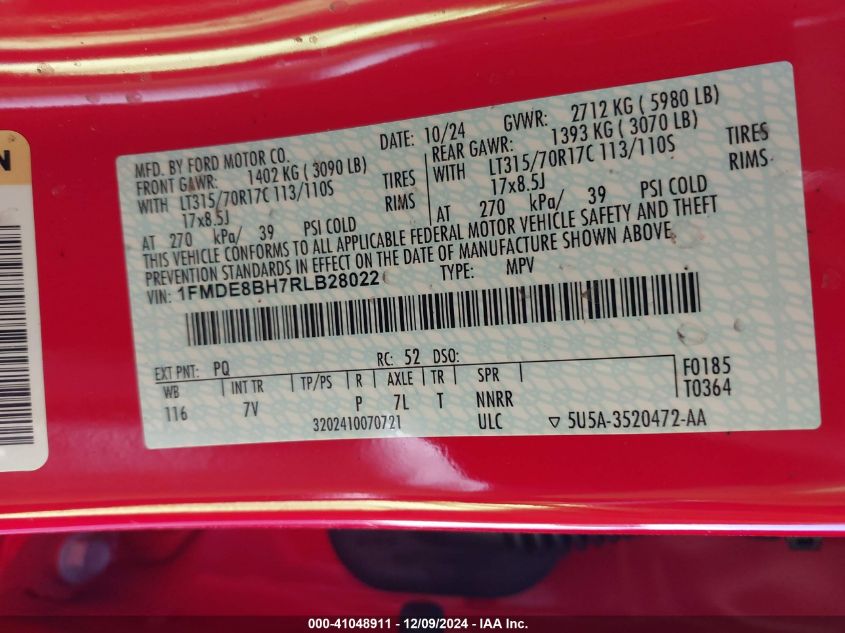 N
MFD. BY FORD MOTOR CO. DATE: 10/24 GVWR: 2712 KG ( 5980 LB)
FRONT GAWR: 1402 KG ( 3090 LB) REAR GAWR: 1393 KG ( 3070 LB)
WITH LT315/70R17C 113/110S TIRES WITH LT315/70R17C 113/110S TIRES
17x8.5J RIMS 17x8.5J RIMS
AT 270 kPa/ 39 PSI COLD AT 270 kPa/ 39 PSI COLD
THIS VEHICLE CONFORMS TO ALL APPLICABLE FEDERAL MOTOR VEHICLE SAFETY AND THEFT
PREVENTION STANDARDS IN EFFECT ON THE DATE OF MANUFACTURE SHOWN ABOVE.
VIN: 1FMDE8BH7RLB28022 TYPE: MPV
EXT PNT: PQ RC: 52 DSO:
WB INT TR TP/PS R AXLE TR SPR F0185
116 7V P 7L T NNRR T0364
3202410070721 ULC ▽ 5U5A-3520472-AA
000-41048911 - 12/09/2024 - IAA Inc.